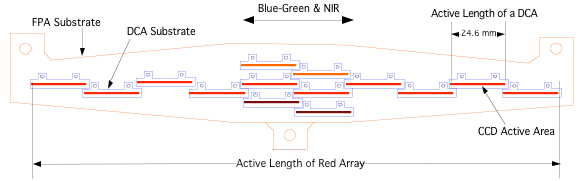 Blue-Green & NIR
Active Length of a DCA
FPA Substrate
DCA Substrate
24.6 mm
CCD Active Area
Active Length of Red Array